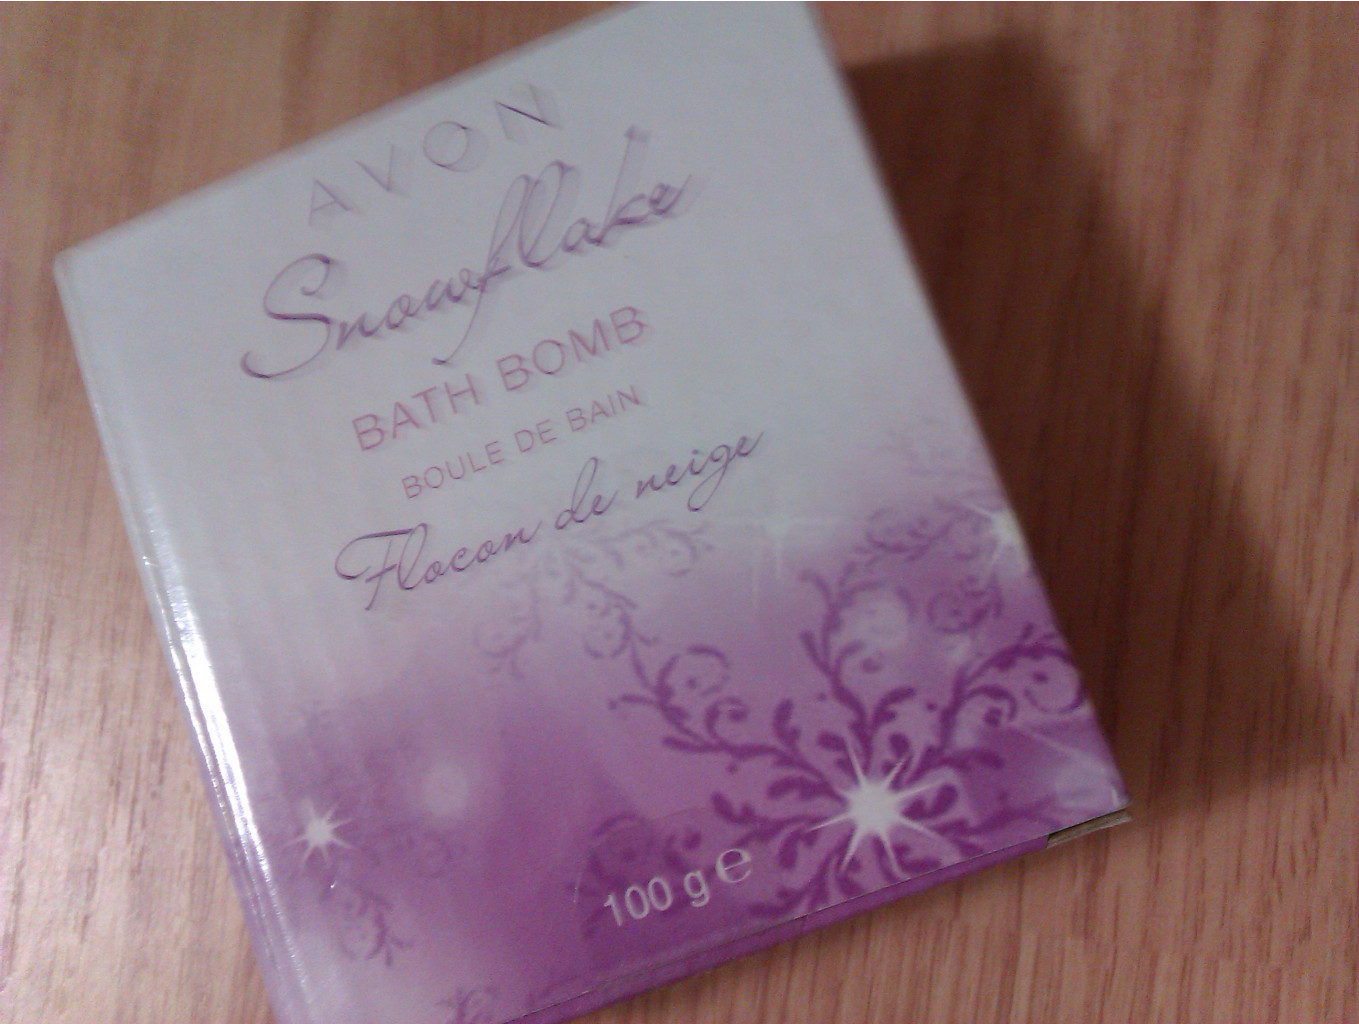 AVON
Snowflake
BATH BOMB
BOULE DE BAIN
Flocon de neige
100 g ℮